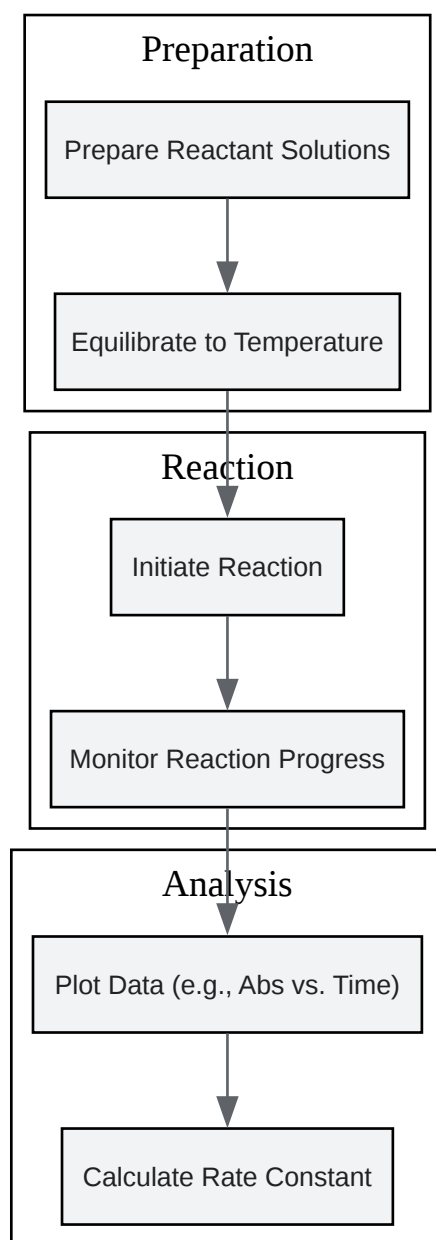 Preparation
Prepare Reactant Solutions
Equilibrate to Temperature
Reaction
Initiate Reaction
Monitor Reaction Progress
Analysis
Plot Data (e.g., Abs vs. Time)
Calculate Rate Constant